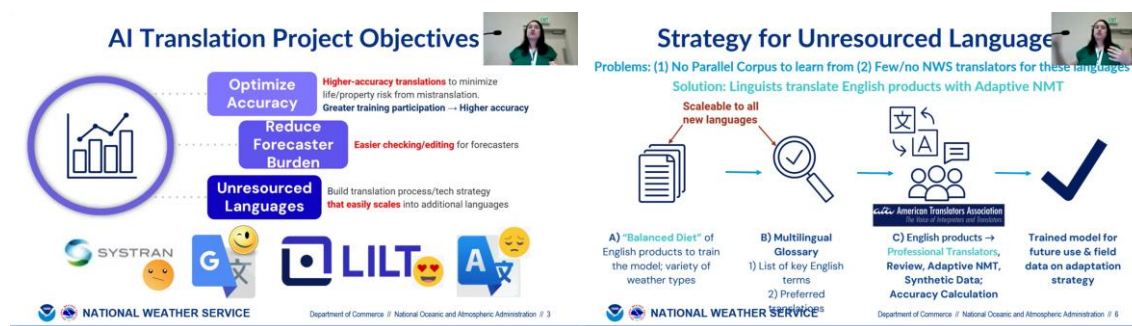 AI Translation Project Objectives
Optimize
Accuracy
Higher-accuracy translations to minimize
life/property risk from mistranslation.
Greater training participation → Higher accuracy
Reduce
Forecaster
Burden
Easier checking/editing for forecasters
Unresourced
Languages
Build translation process/tech strategy
that easily scales into additional languages
SYSTRAN
G 文
LILT
A 文
NATIONAL WEATHER SERVICE
Department of Commerce // National Oceanic and Atmospheric Administration // 3
Strategy for Unresourced Language
Problems: (1) No Parallel Corpus to learn from (2) Few/no NWS translators for these languages
Solution: Linguists translate English products with Adaptive NMT
Scaleable to all
new languages
文
A
ata American Translators Association
The Voice of Interpreters and Translators
A) “Balanced Diet” of
English products to train
the model; variety of
weather types
B) Multilingual
Glossary
1) List of key English
terms
2) Preferred
translations
C) English products →
Professional Translators,
Review, Adaptive NMT,
Synthetic Data;
Accuracy Calculation
Trained model for
future use & field
data on adaptation
strategy
NATIONAL WEATHER SERVICE
Department of Commerce // National Oceanic and Atmospheric Administration // 6